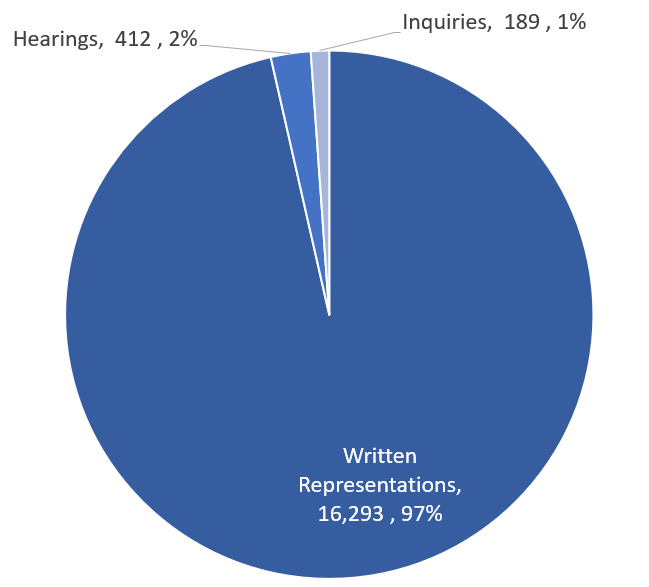 Inquiries, 189 , 1%
Hearings, 412 , 2%
Written
Representations,
16,293 , 97%